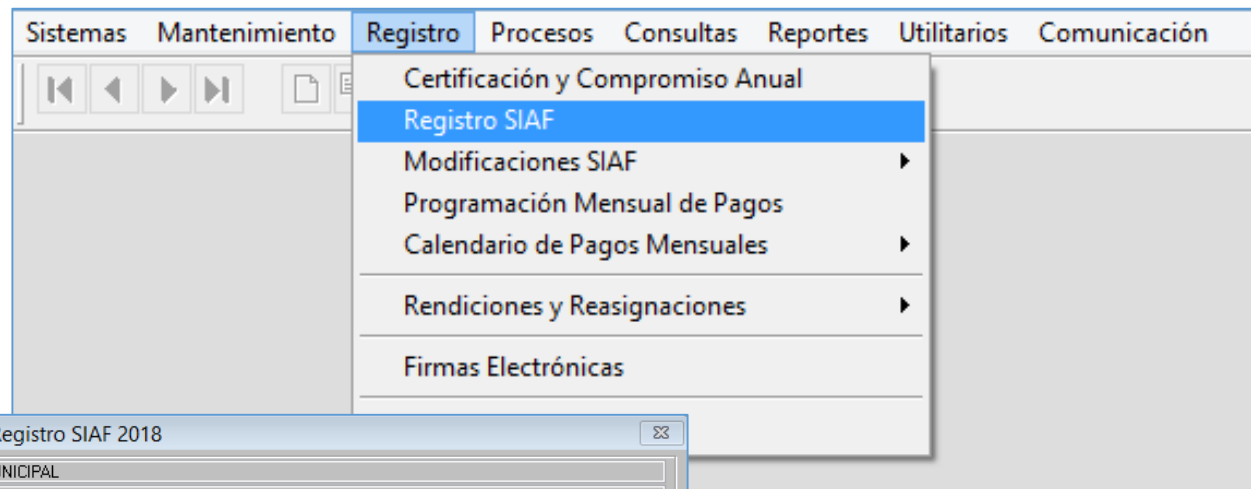 Sistemas Mantenimiento Registro Procesos Consultas Reportes Utilitarios Comunicación
Certificación y Compromiso Anual
Registro SIAF
Modificaciones SIAF
Programación Mensual de Pagos
Calendario de Pagos Mensuales
Rendiciones y Reasignaciones
Firmas Electrónicas
egistro SIAF 2018
NICIPAL